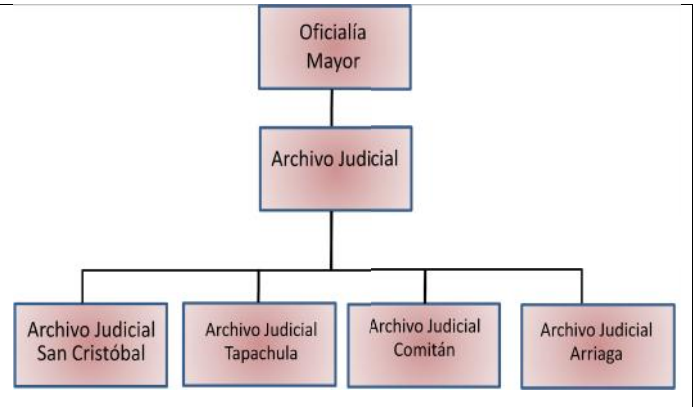 Oficialía
Mayor
Archivo Judicial
Archivo Judicial
San Cristóbal
Archivo Judicial
Tapachula
Archivo Judicial
Comitán
Archivo Judicial
Arriaga